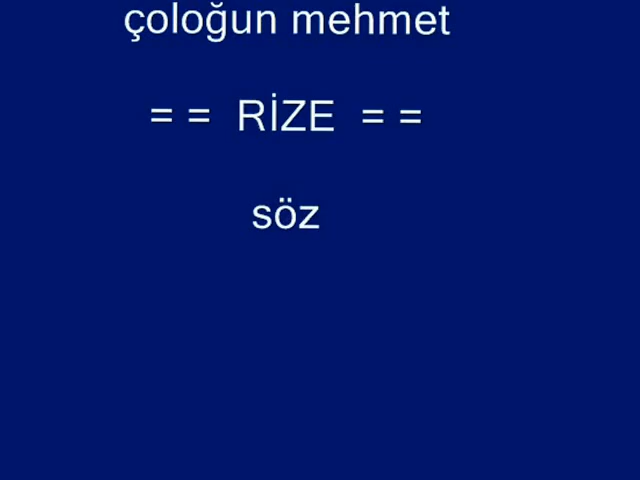 çoloğun mehmet
= = RİZE = =
söz